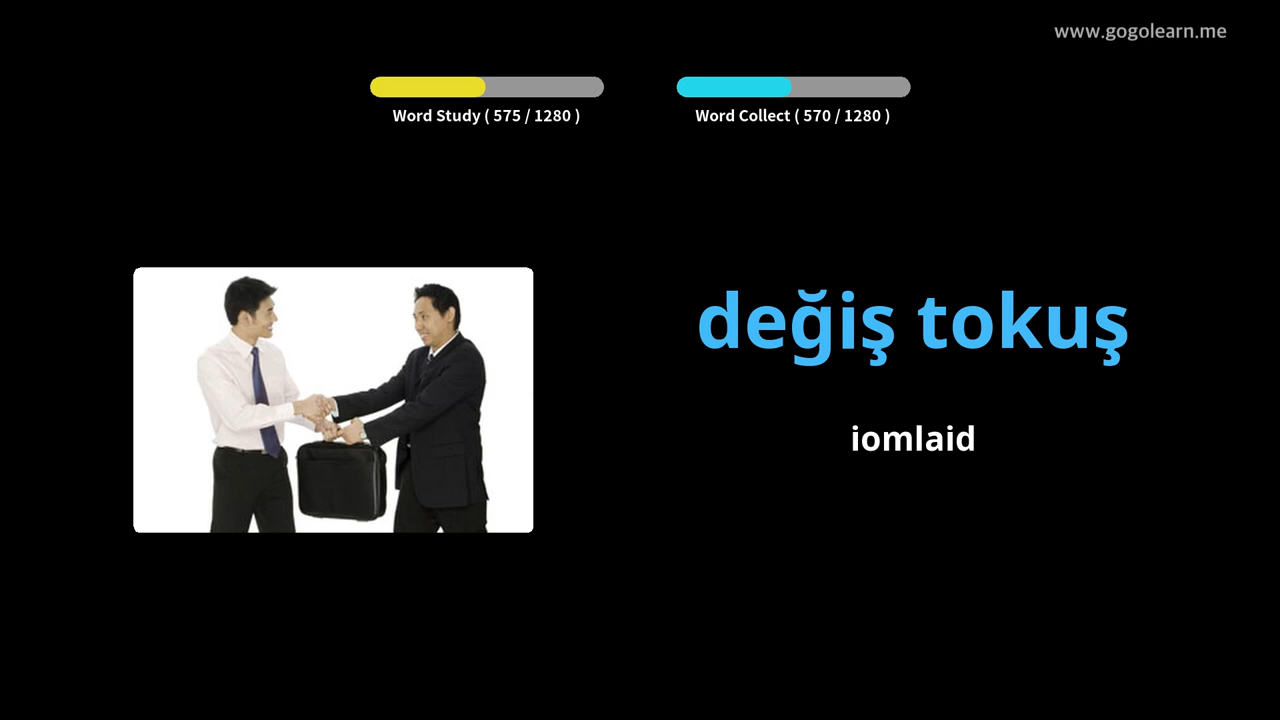 www.gogolearn.me
Word Study ( 575 / 1280 )
Word Collect ( 570 / 1280 )
değiş tokuş
iomlaid